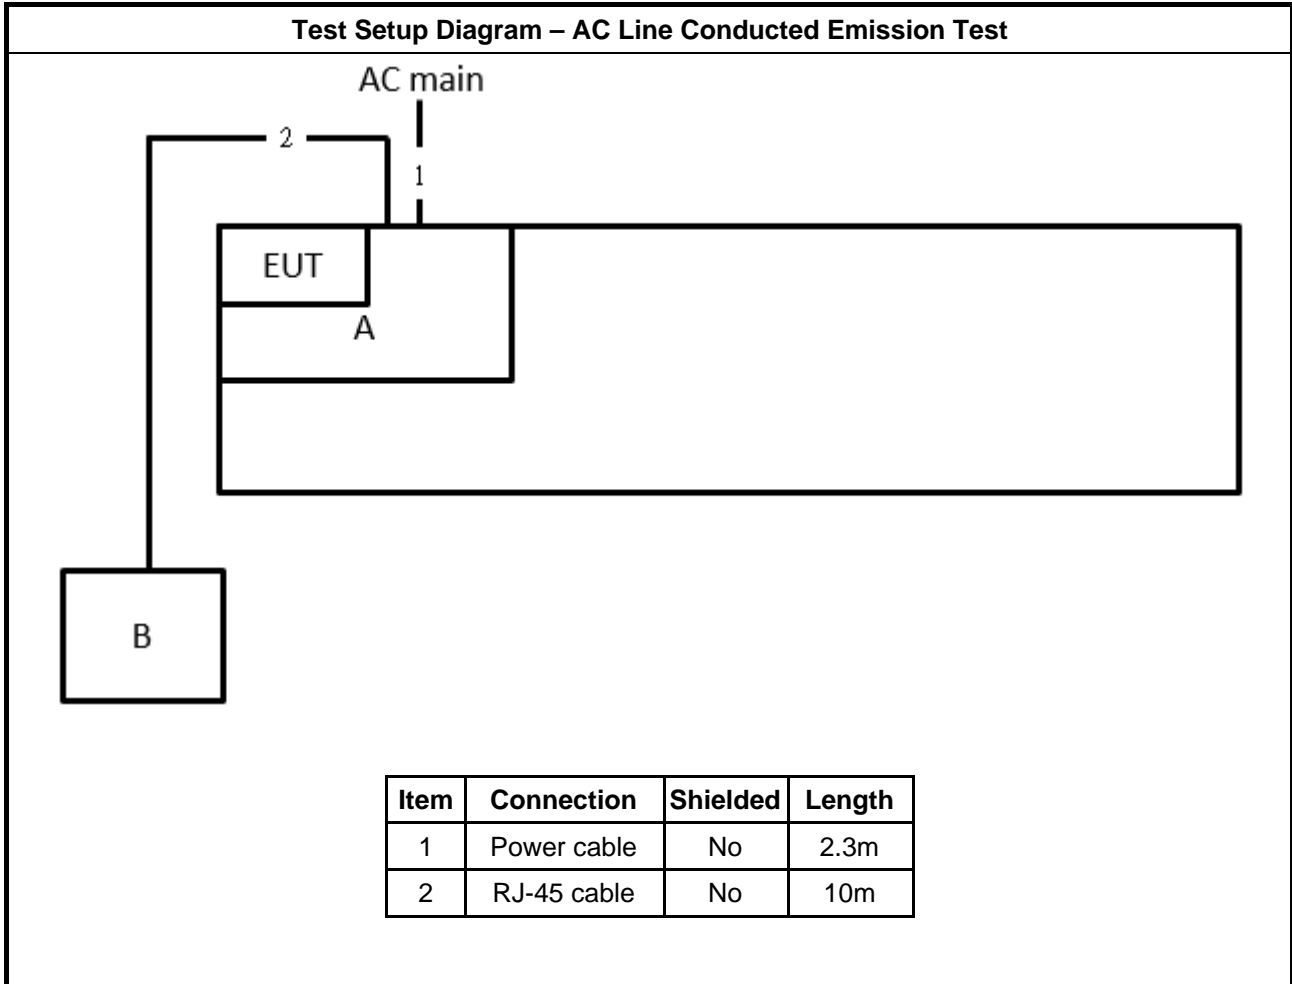 Test Setup Diagram – AC Line Conducted Emission Test
AC main
2
1
EUT
A
B
Item Connection Shielded Length
1 Power cable No 2.3m
2 RJ-45 cable No 10m